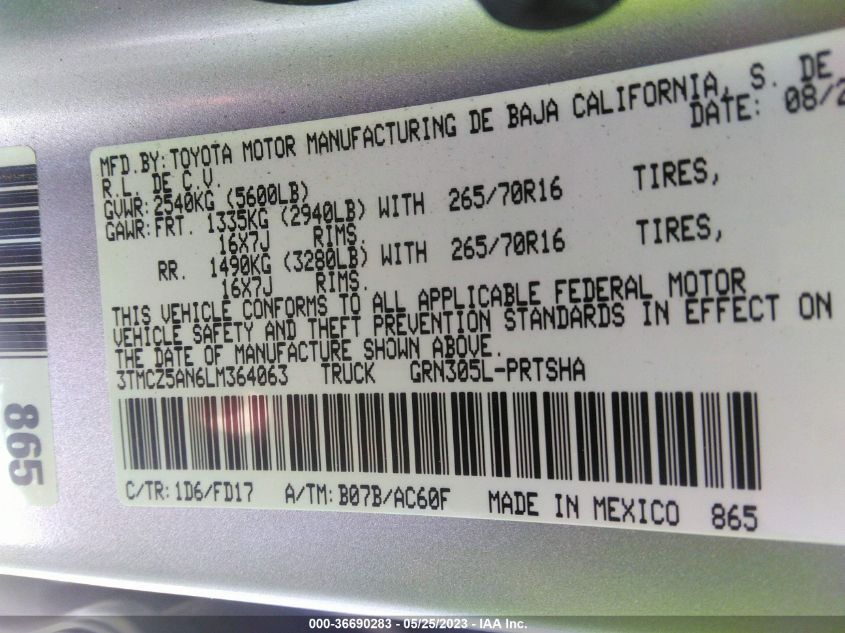 MFD.BY: TOYOTA MOTOR MANUFACTURING DE BAJA CALIFORNIA, S. DE
R.L. DE C.V. DATE: 08/2
GVWR: 2540KG (5600LB)
GAWR: FRT. 1335KG (2940LB) WITH 265/70R16 TIRES,
16X7J RIMS.
RR. 1490KG (3280LB) WITH 265/70R16 TIRES,
16X7J RIMS.
THIS VEHICLE CONFORMS TO ALL APPLICABLE FEDERAL MOTOR
VEHICLE SAFETY AND THEFT PREVENTION STANDARDS IN EFFECT ON
THE DATE OF MANUFACTURE SHOWN ABOVE.
3TMCZ5AN6LM364063 TRUCK GRN305L-PRTSHA
C/TR: 1D6/FD17 A/TM: B07B/AC60F MADE IN MEXICO 865
865
000-36690283 - 05/25/2023 - IAA Inc.